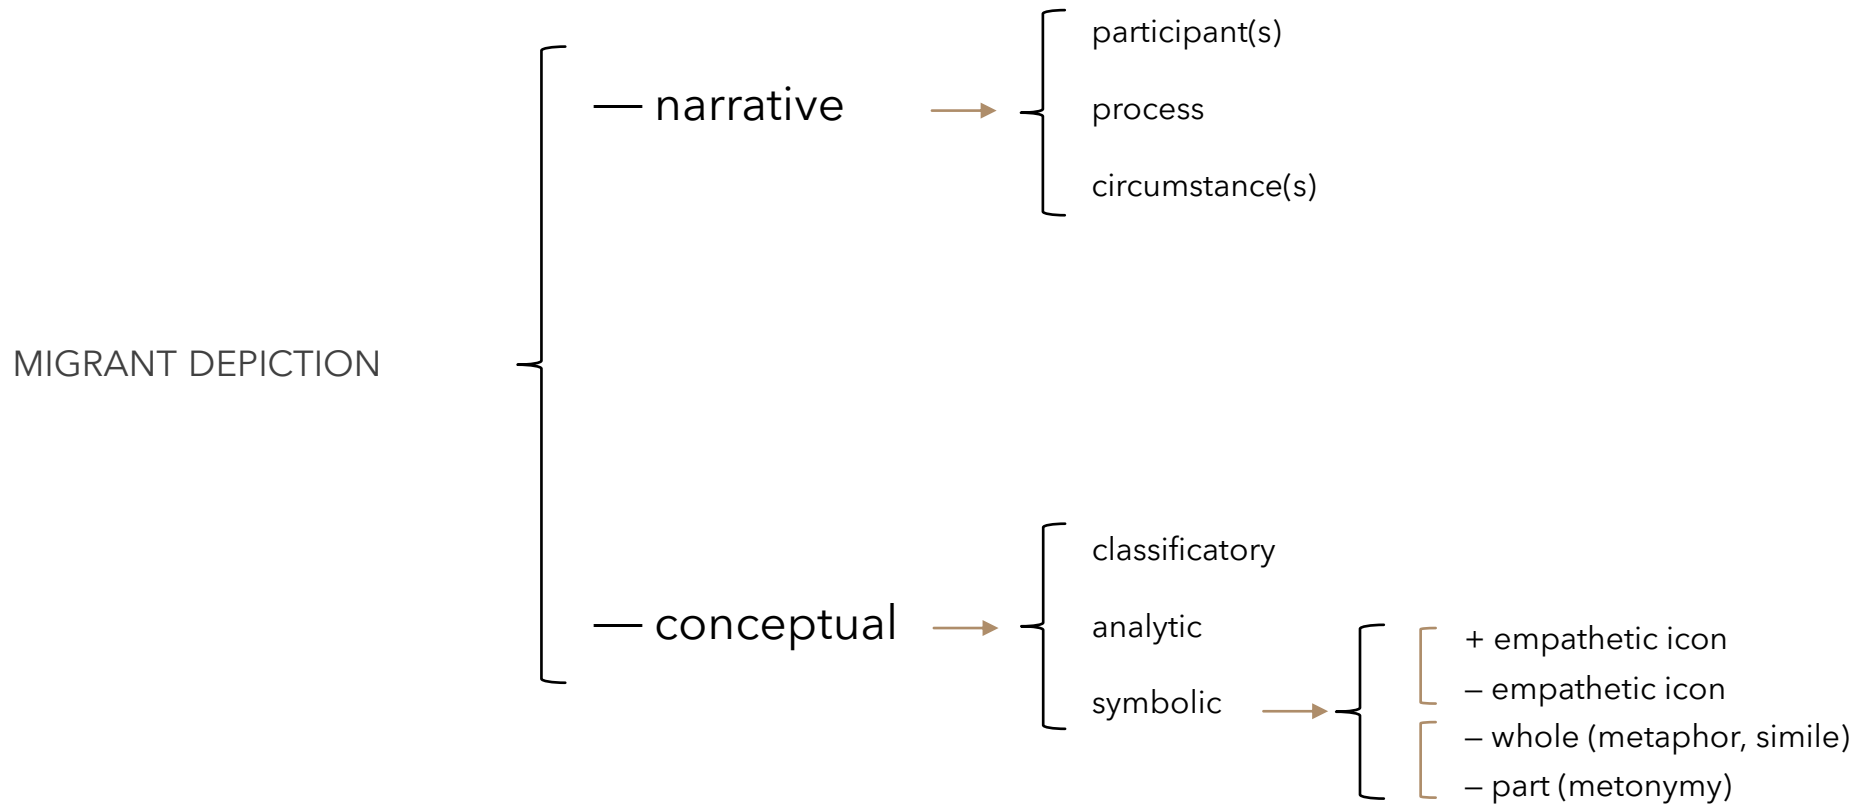 MIGRANT DEPICTION
— narrative
participant(s)
process
circumstance(s)
— conceptual
classificatory
analytic
symbolic
+ empathetic icon
– empathetic icon
– whole (metaphor, simile)
– part (metonymy)